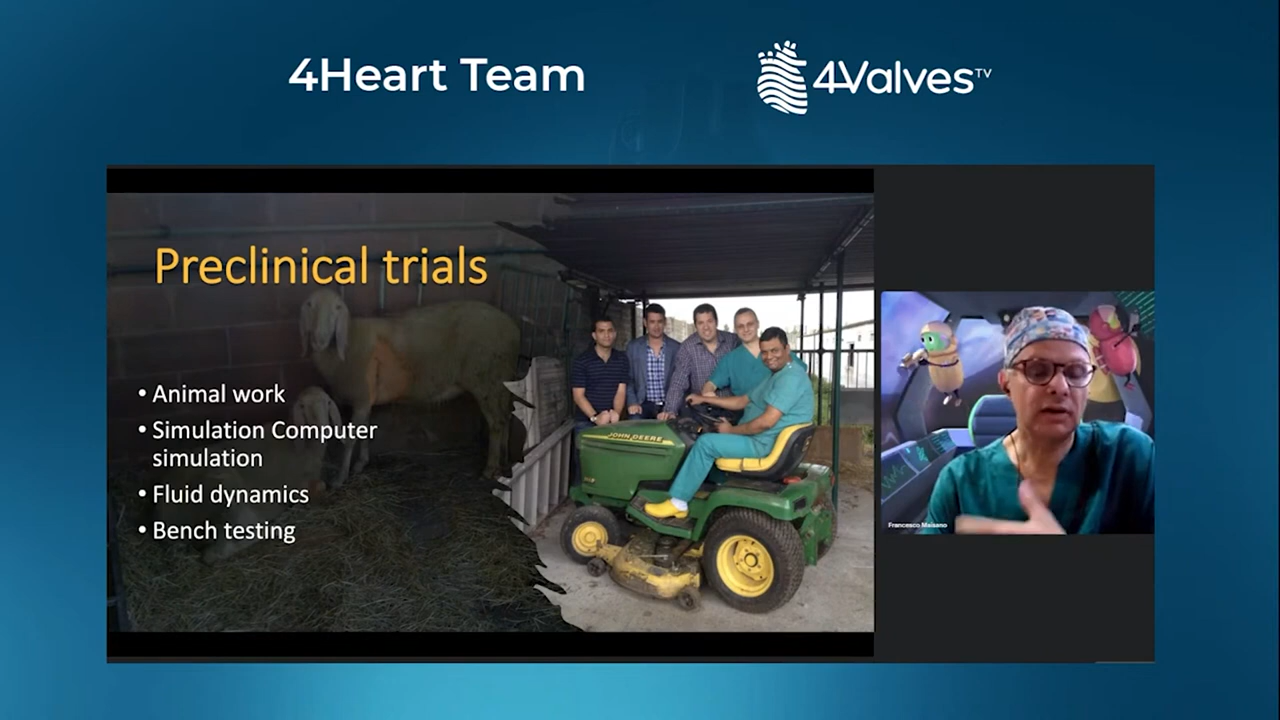 4Heart Team
4Valves TV
Preclinical trials
• Animal work
• Simulation Computer
simulation
• Fluid dynamics
• Bench testing
JOHN DEERE
Francesco Maisano